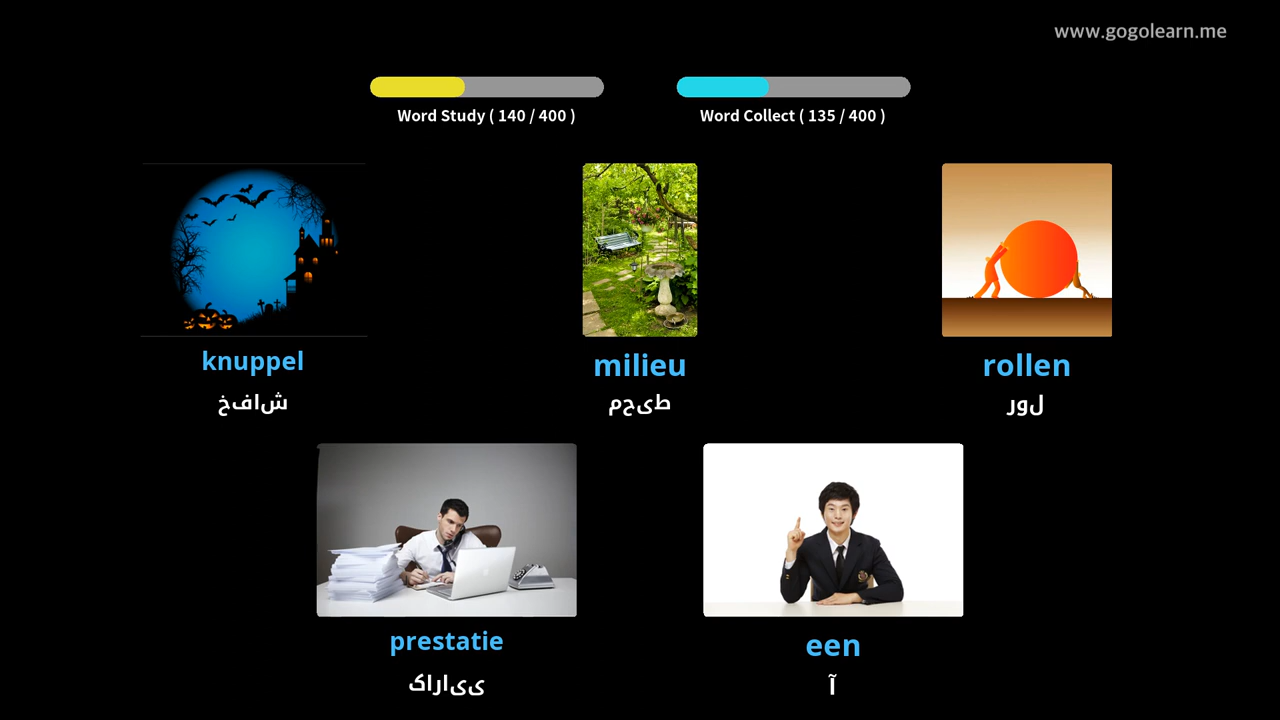 www.gogolearn.me
Word Study ( 140 / 400 )
Word Collect ( 135 / 400 )
knuppel
شافخ
milieu
طیحم
rollen
لور
prestatie
ییاراک
een
آ